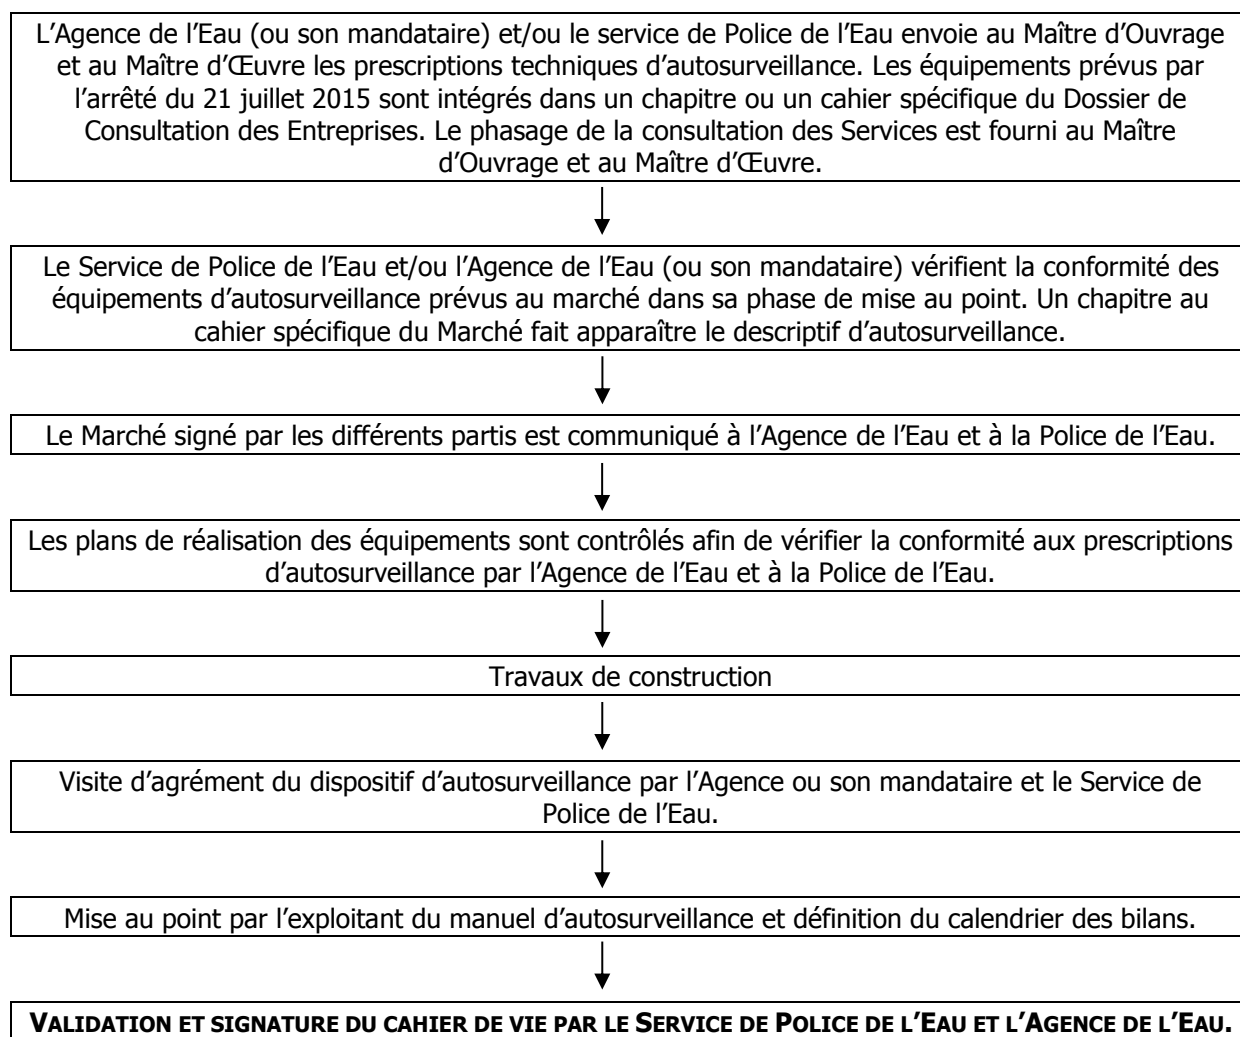 L’Agence de l’Eau (ou son mandataire) et/ou le service de Police de l’Eau envoie au Maître d’Ouvrage
et au Maître d’Œuvre les prescriptions techniques d’autosurveillance. Les équipements prévus par
l’arrêté du 21 juillet 2015 sont intégrés dans un chapitre ou un cahier spécifique du Dossier de
Consultation des Entreprises. Le phasage de la consultation des Services est fourni au Maître
d’Ouvrage et au Maître d’Œuvre.
Le Service de Police de l’Eau et/ou l’Agence de l’Eau (ou son mandataire) vérifient la conformité des
équipements d’autosurveillance prévus au marché dans sa phase de mise au point. Un chapitre au
cahier spécifique du Marché fait apparaître le descriptif d’autosurveillance.
Le Marché signé par les différents partis est communiqué à l’Agence de l’Eau et à la Police de l’Eau.
Les plans de réalisation des équipements sont contrôlés afin de vérifier la conformité aux prescriptions
d’autosurveillance par l’Agence de l’Eau et à la Police de l’Eau.
Travaux de construction
Visite d’agrément du dispositif d’autosurveillance par l’Agence ou son mandataire et le Service de
Police de l’Eau.
Mise au point par l’exploitant du manuel d’autosurveillance et définition du calendrier des bilans.
VALIDATION ET SIGNATURE DU CAHIER DE VIE PAR LE SERVICE DE POLICE DE L’EAU ET L’AGENCE DE L’EAU.